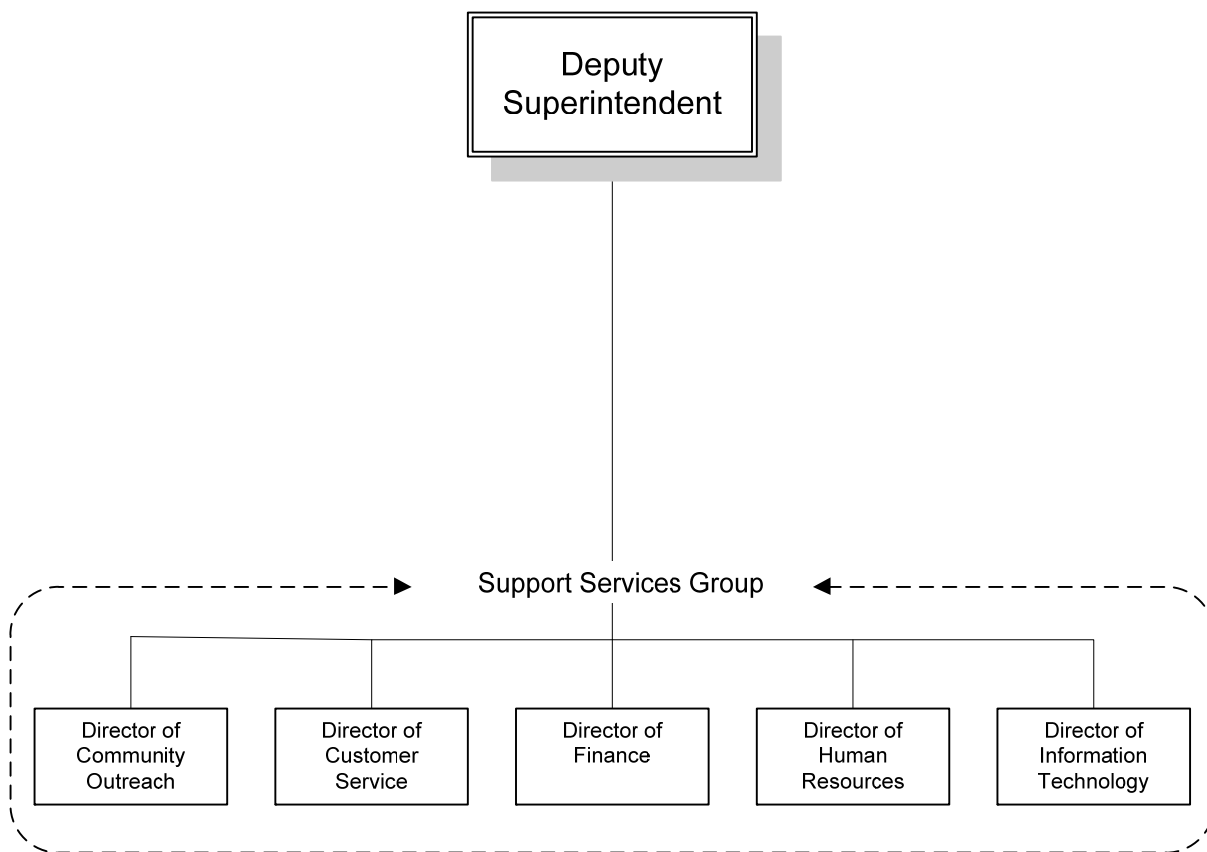 Deputy
Superintendent
Support Services Group
Director of
Community
Outreach
Director of
Customer
Service
Director of
Finance
Director of
Human
Resources
Director of
Information
Technology